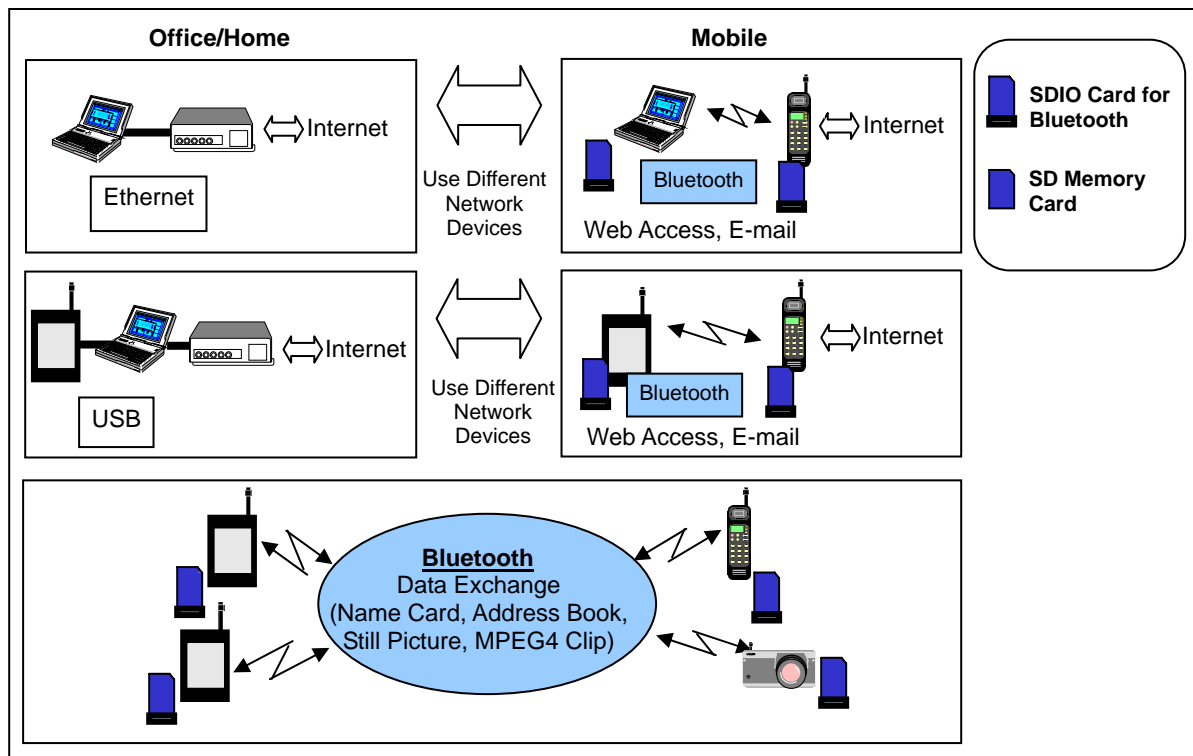 Office/Home
Mobile
Internet
Ethernet
Use Different
Network
Devices
Internet
Bluetooth
Web Access, E-mail
SDIO Card for
Bluetooth
SD Memory
Card
Internet
USB
Use Different
Network
Devices
Internet
Bluetooth
Web Access, E-mail
Bluetooth
Data Exchange
(Name Card, Address Book,
Still Picture, MPEG4 Clip)